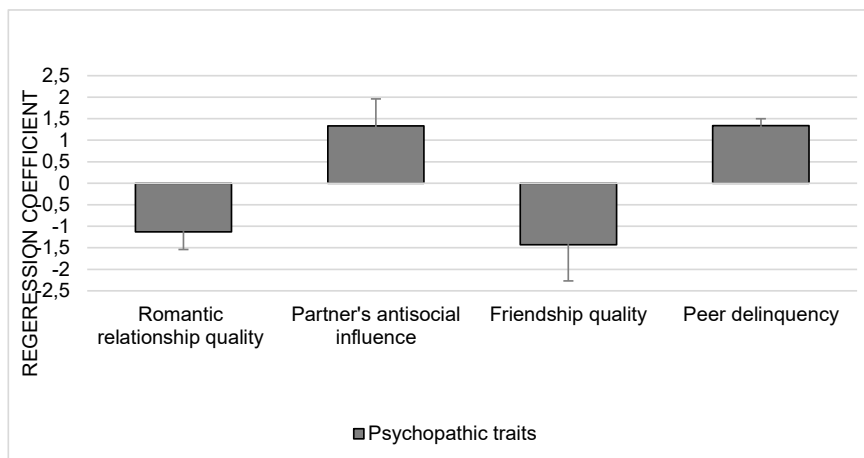 REGERESSION COEFFICIENT
2,5
2
1,5
1
0,5
0
-0,5
-1
-1,5
-2
-2,5
Romantic
relationship quality
Partner's antisocial
influence
Friendship quality
Peer delinquency
Psychopathic traits